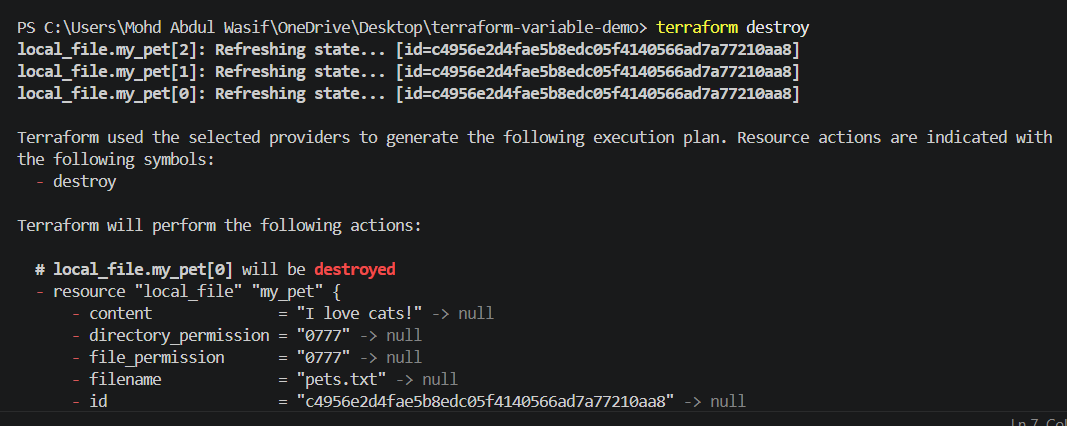 PS C:\Users\Mohd Abdul Wasif\OneDrive\Desktop\terraform-variable-demo> terraform destroy
local_file.my_pet[2]: Refreshing state... [id=c4956e2d4fae5b8edc05f4140566ad7a77210aa8]
local_file.my_pet[1]: Refreshing state... [id=c4956e2d4fae5b8edc05f4140566ad7a77210aa8]
local_file.my_pet[0]: Refreshing state... [id=c4956e2d4fae5b8edc05f4140566ad7a77210aa8]
Terraform used the selected providers to generate the following execution plan. Resource actions are indicated with
the following symbols:
- destroy
Terraform will perform the following actions:
# local_file.my_pet[0] will be destroyed
- resource "local_file" "my_pet" {
- content = "I love cats!" -> null
- directory_permission = "0777" -> null
- file_permission = "0777" -> null
- filename = "pets.txt" -> null
- id = "c4956e2d4fae5b8edc05f4140566ad7a77210aa8" -> null